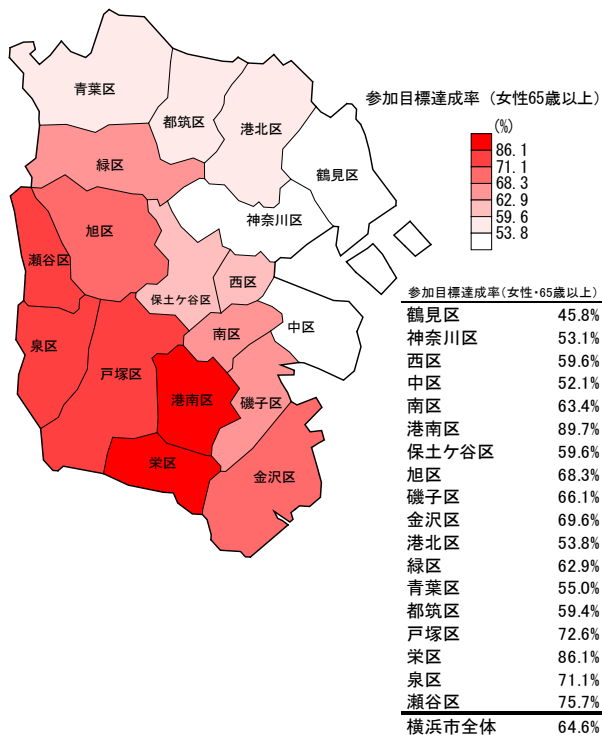 青葉区
都筑区
港北区
緑区
鶴見区
神奈川区
旭区
瀬谷区
西区
保土ケ谷区
中区
南区
泉区
戸塚区
港南区
磯子区
栄区
金沢区
参加目標達成率（女性65歳以上）
(%)
86.1
71.1
68.3
62.9
59.6
53.8
参加目標達成率（女性・65歳以上）
鶴見区 45.8%
神奈川区 53.1%
西区 59.6%
中区 52.1%
南区 63.4%
港南区 89.7%
保土ケ谷区 59.6%
旭区 68.3%
磯子区 66.1%
金沢区 69.6%
港北区 53.8%
緑区 62.9%
青葉区 55.0%
都筑区 59.4%
戸塚区 72.6%
栄区 86.1%
泉区 71.1%
瀬谷区 75.7%
横浜市全体 64.6%